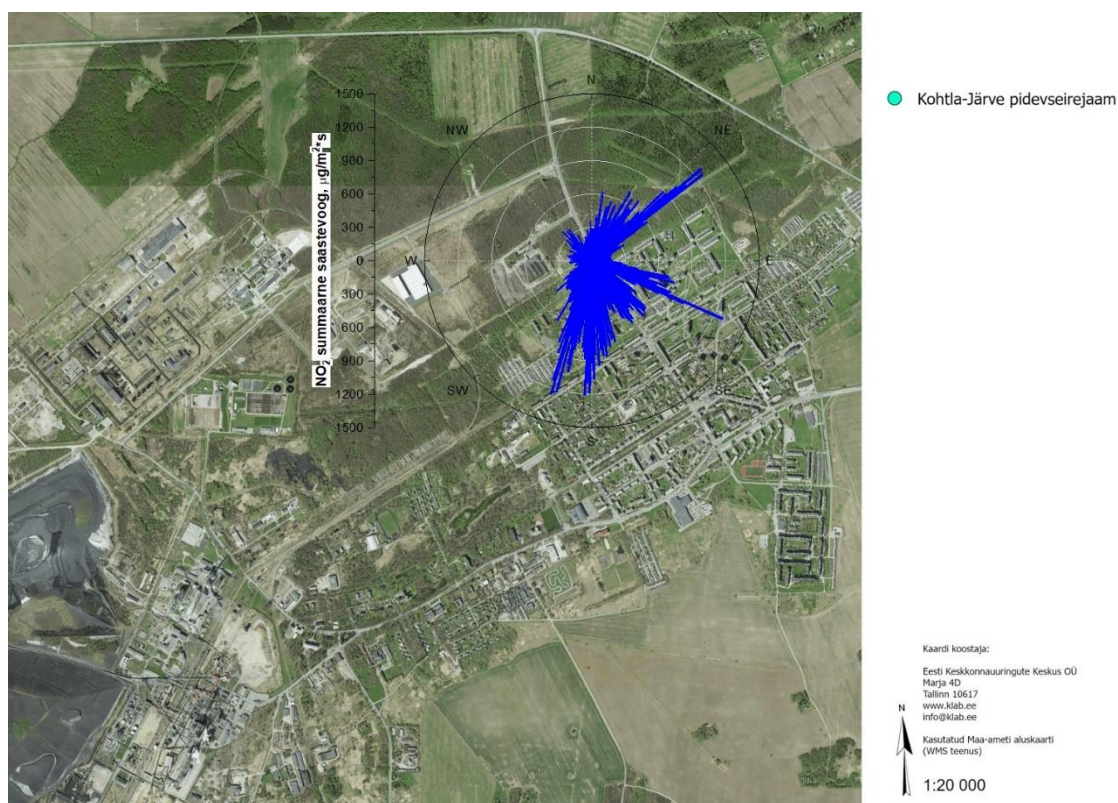 N
NW
NE
1500
1200
900
600
300
0
300
600
900
1200
1500
NO2 summaarne saastevoog, µg/m2*s
W
E
SW
SE
S
Kohtla-Järve pidevseirejaam
Kaardi koostaja:
Eesti Keskkonnauuringute Keskus OÜ
Marja 4D
Tallinn 10617
www.klab.ee
info@klab.ee
N
Kasutatud Maa-ameti aluskaarti
(WMS teenus)
1:20 000